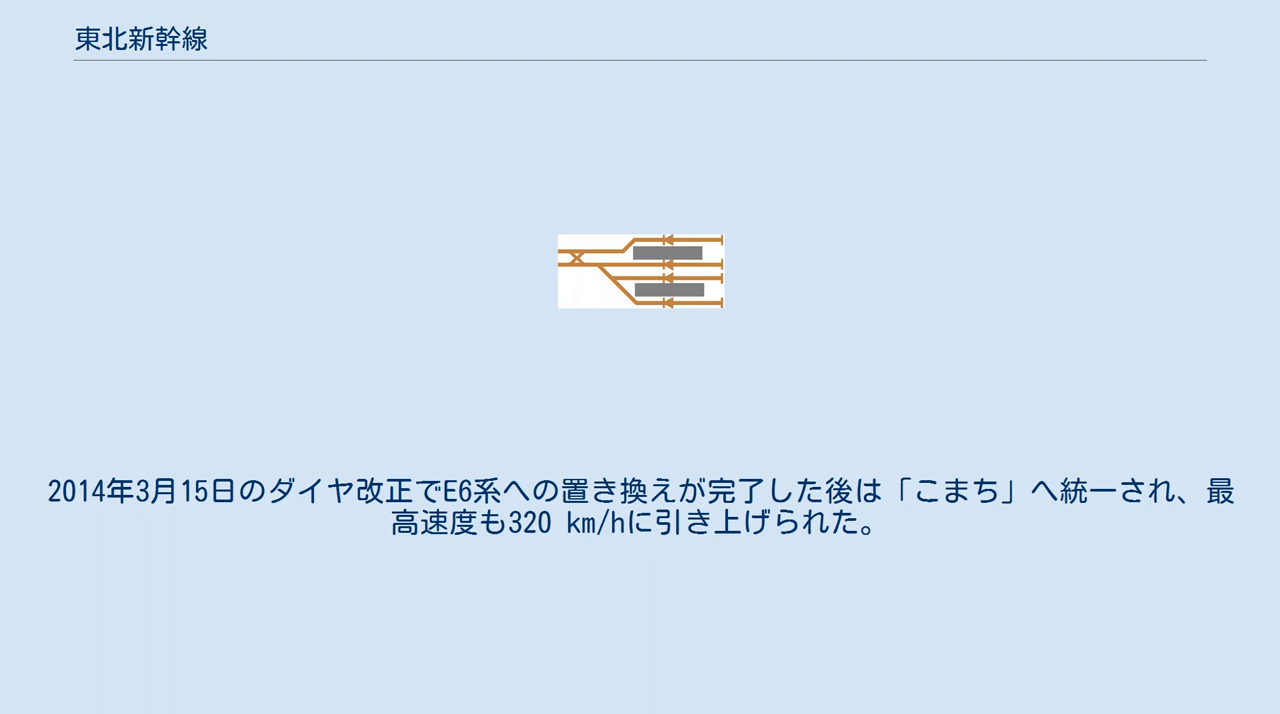 東北新幹線
2014年3月15日のダイヤ改正でE6系への置き換えが完了した後は「こまち」へ統一され、最
高速度も320 km/hに引き上げられた。